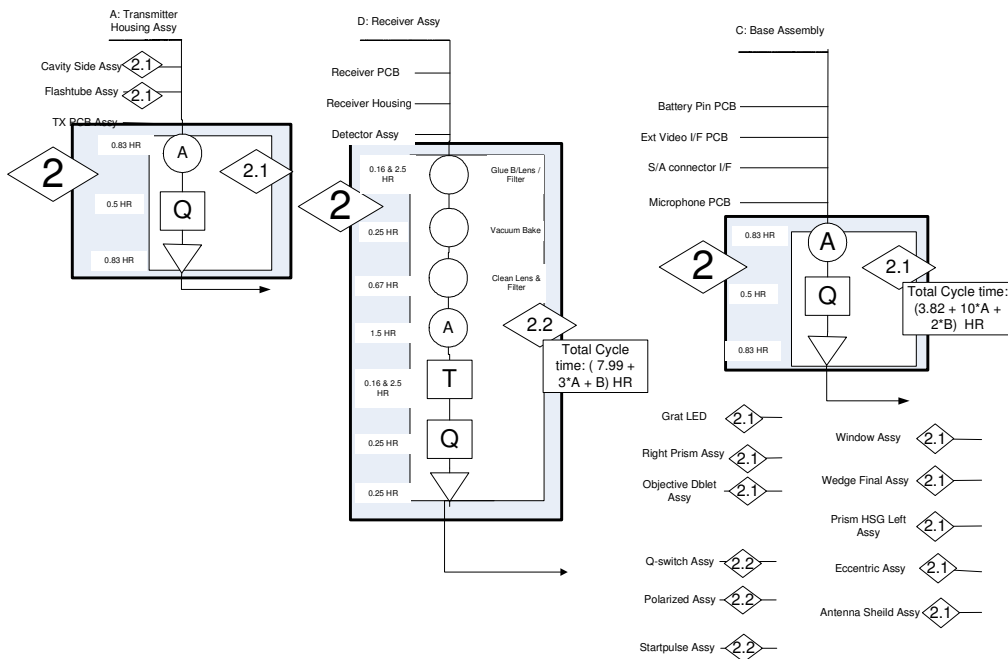 A: Transmitter
Housing Assy
Cavity Side Assy
2.1
Flashtube Assy
2.1
TX PCB Assy
0.83 HR
A
2
2.1
0.5 HR
Q
0.83 HR
D: Receiver Assy
Receiver PCB
Receiver Housing
Detector Assy
0.16 & 2.5
HR
Glue B/Lens /
Filter
2
0.25 HR
Vacuum Bake
0.67 HR
Clean Lens &
Filter
1.5 HR
A
2.2
Total Cycle
time: ( 7.99 +
3*A + B) HR
0.16 & 2.5
HR
T
0.25 HR
Q
0.25 HR
C: Base Assembly
Battery Pin PCB
Ext Video I/F PCB
S/A connector I/F
Microphone PCB
0.83 HR
A
2
2.1
0.5 HR
Q
Total Cycle time:
(3.82 + 10*A +
2*B) HR
0.83 HR
Grat LED
2.1
Right Prism Assy
2.1
Objective Dblet
Assy
2.1
Q-switch Assy
2.2
Polarized Assy
2.2
Startpulse Assy
2.2
Window Assy
2.1
Wedge Final Assy
2.1
Prism HSG Left
Assy
2.1
Eccentric Assy
2.1
Antenna Sheild Assy
2.1